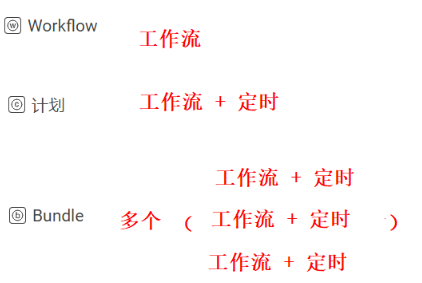 ⓦ Workflow 工作流
ⓒ 计划 工作流 + 定时
工作流 + 定时
ⓑ Bundle 多个 ( 工作流 + 定时 )
工作流 + 定时